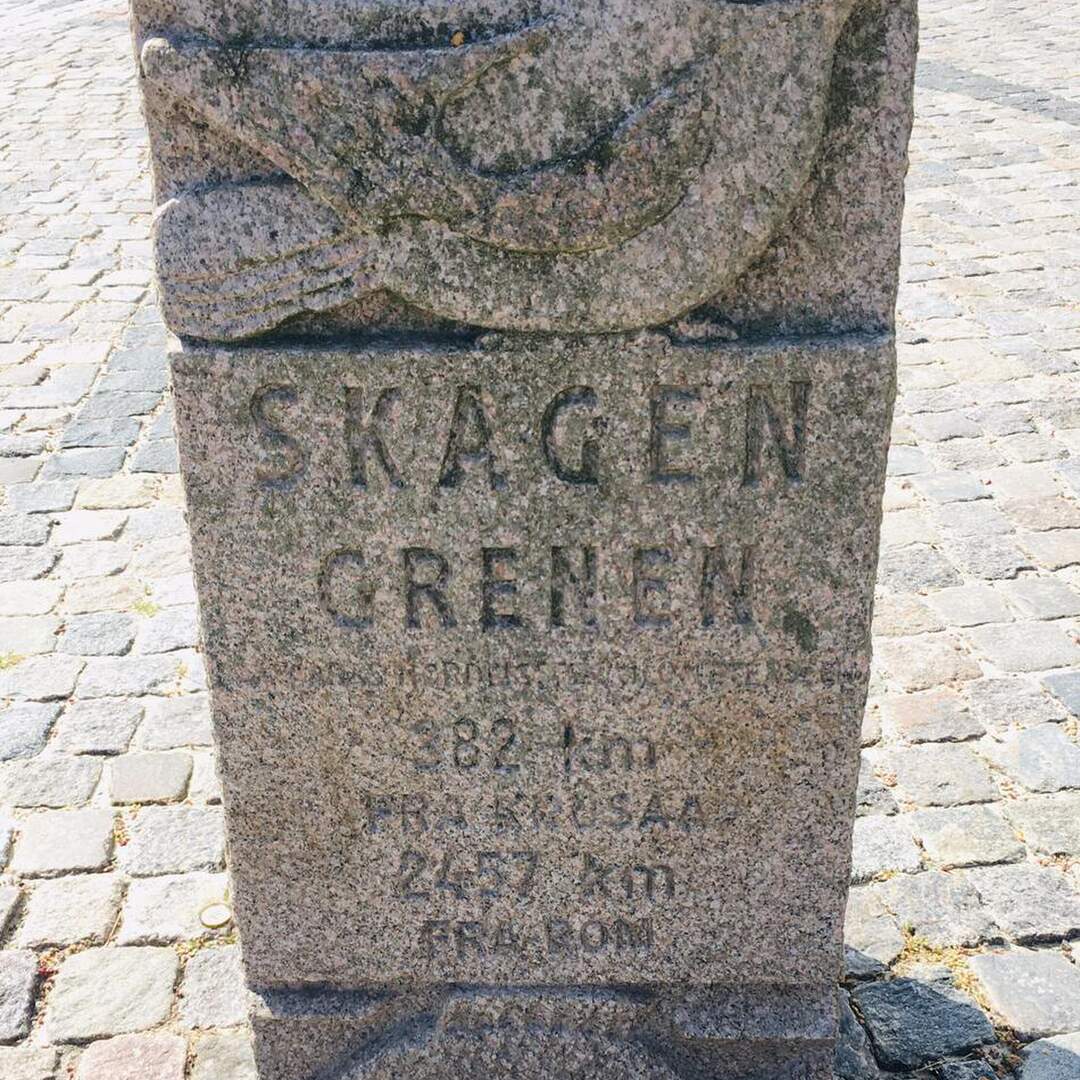 SKAGEN
GRENEN
382 km
FRA KRUSAA
2457 km
FRA ROM